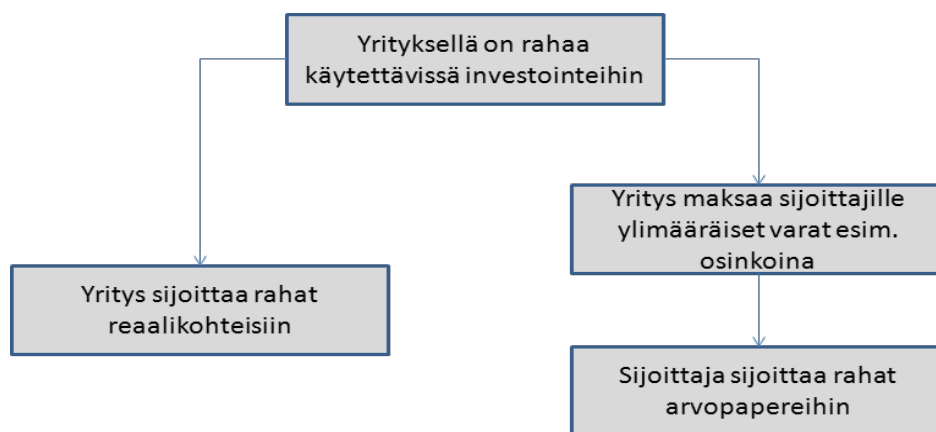 Yrityksellä on rahaa
käytettävissä investointeihin
Yritys maksaa sijoittajille
ylimääräiset varat esim.
osinkoina
Yritys sijoittaa rahat
reaalikohteisiin
Sijoittaja sijoittaa rahat
arvopapereihin